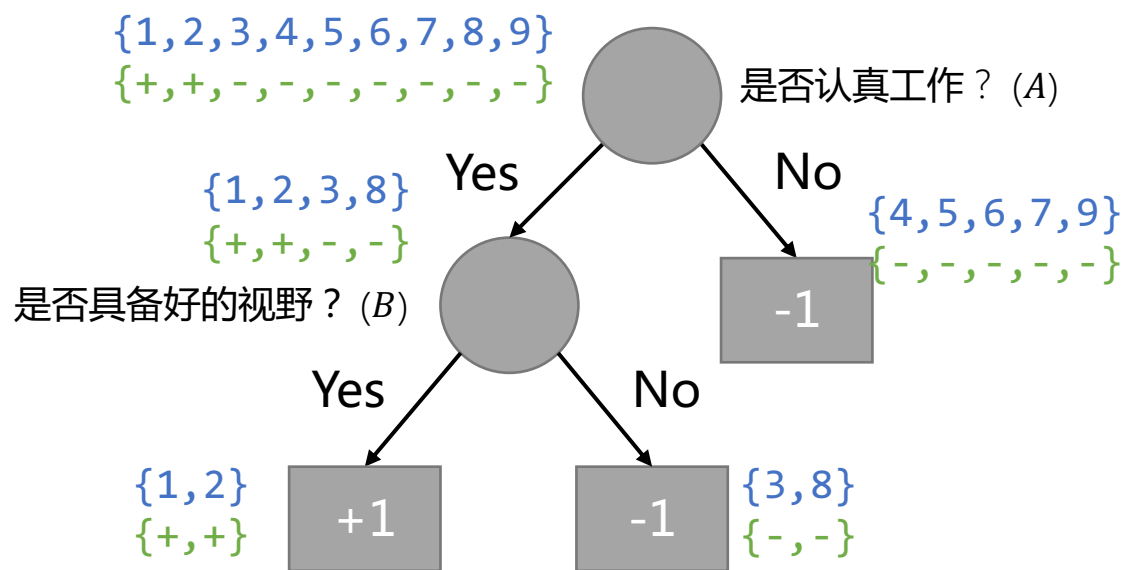 {1,2,3,4,5,6,7,8,9}
{+,+,-,-,-,-,-,-,-}
是否认真工作？(A)
Yes
No
{1,2,3,8}
{+,+,-,-}
{4,5,6,7,9}
{-,-,-,-,-}
是否具备好的视野？(B)
-1
Yes
No
{1,2}
{+,+}
+1
-1
{3,8}
{-,-}